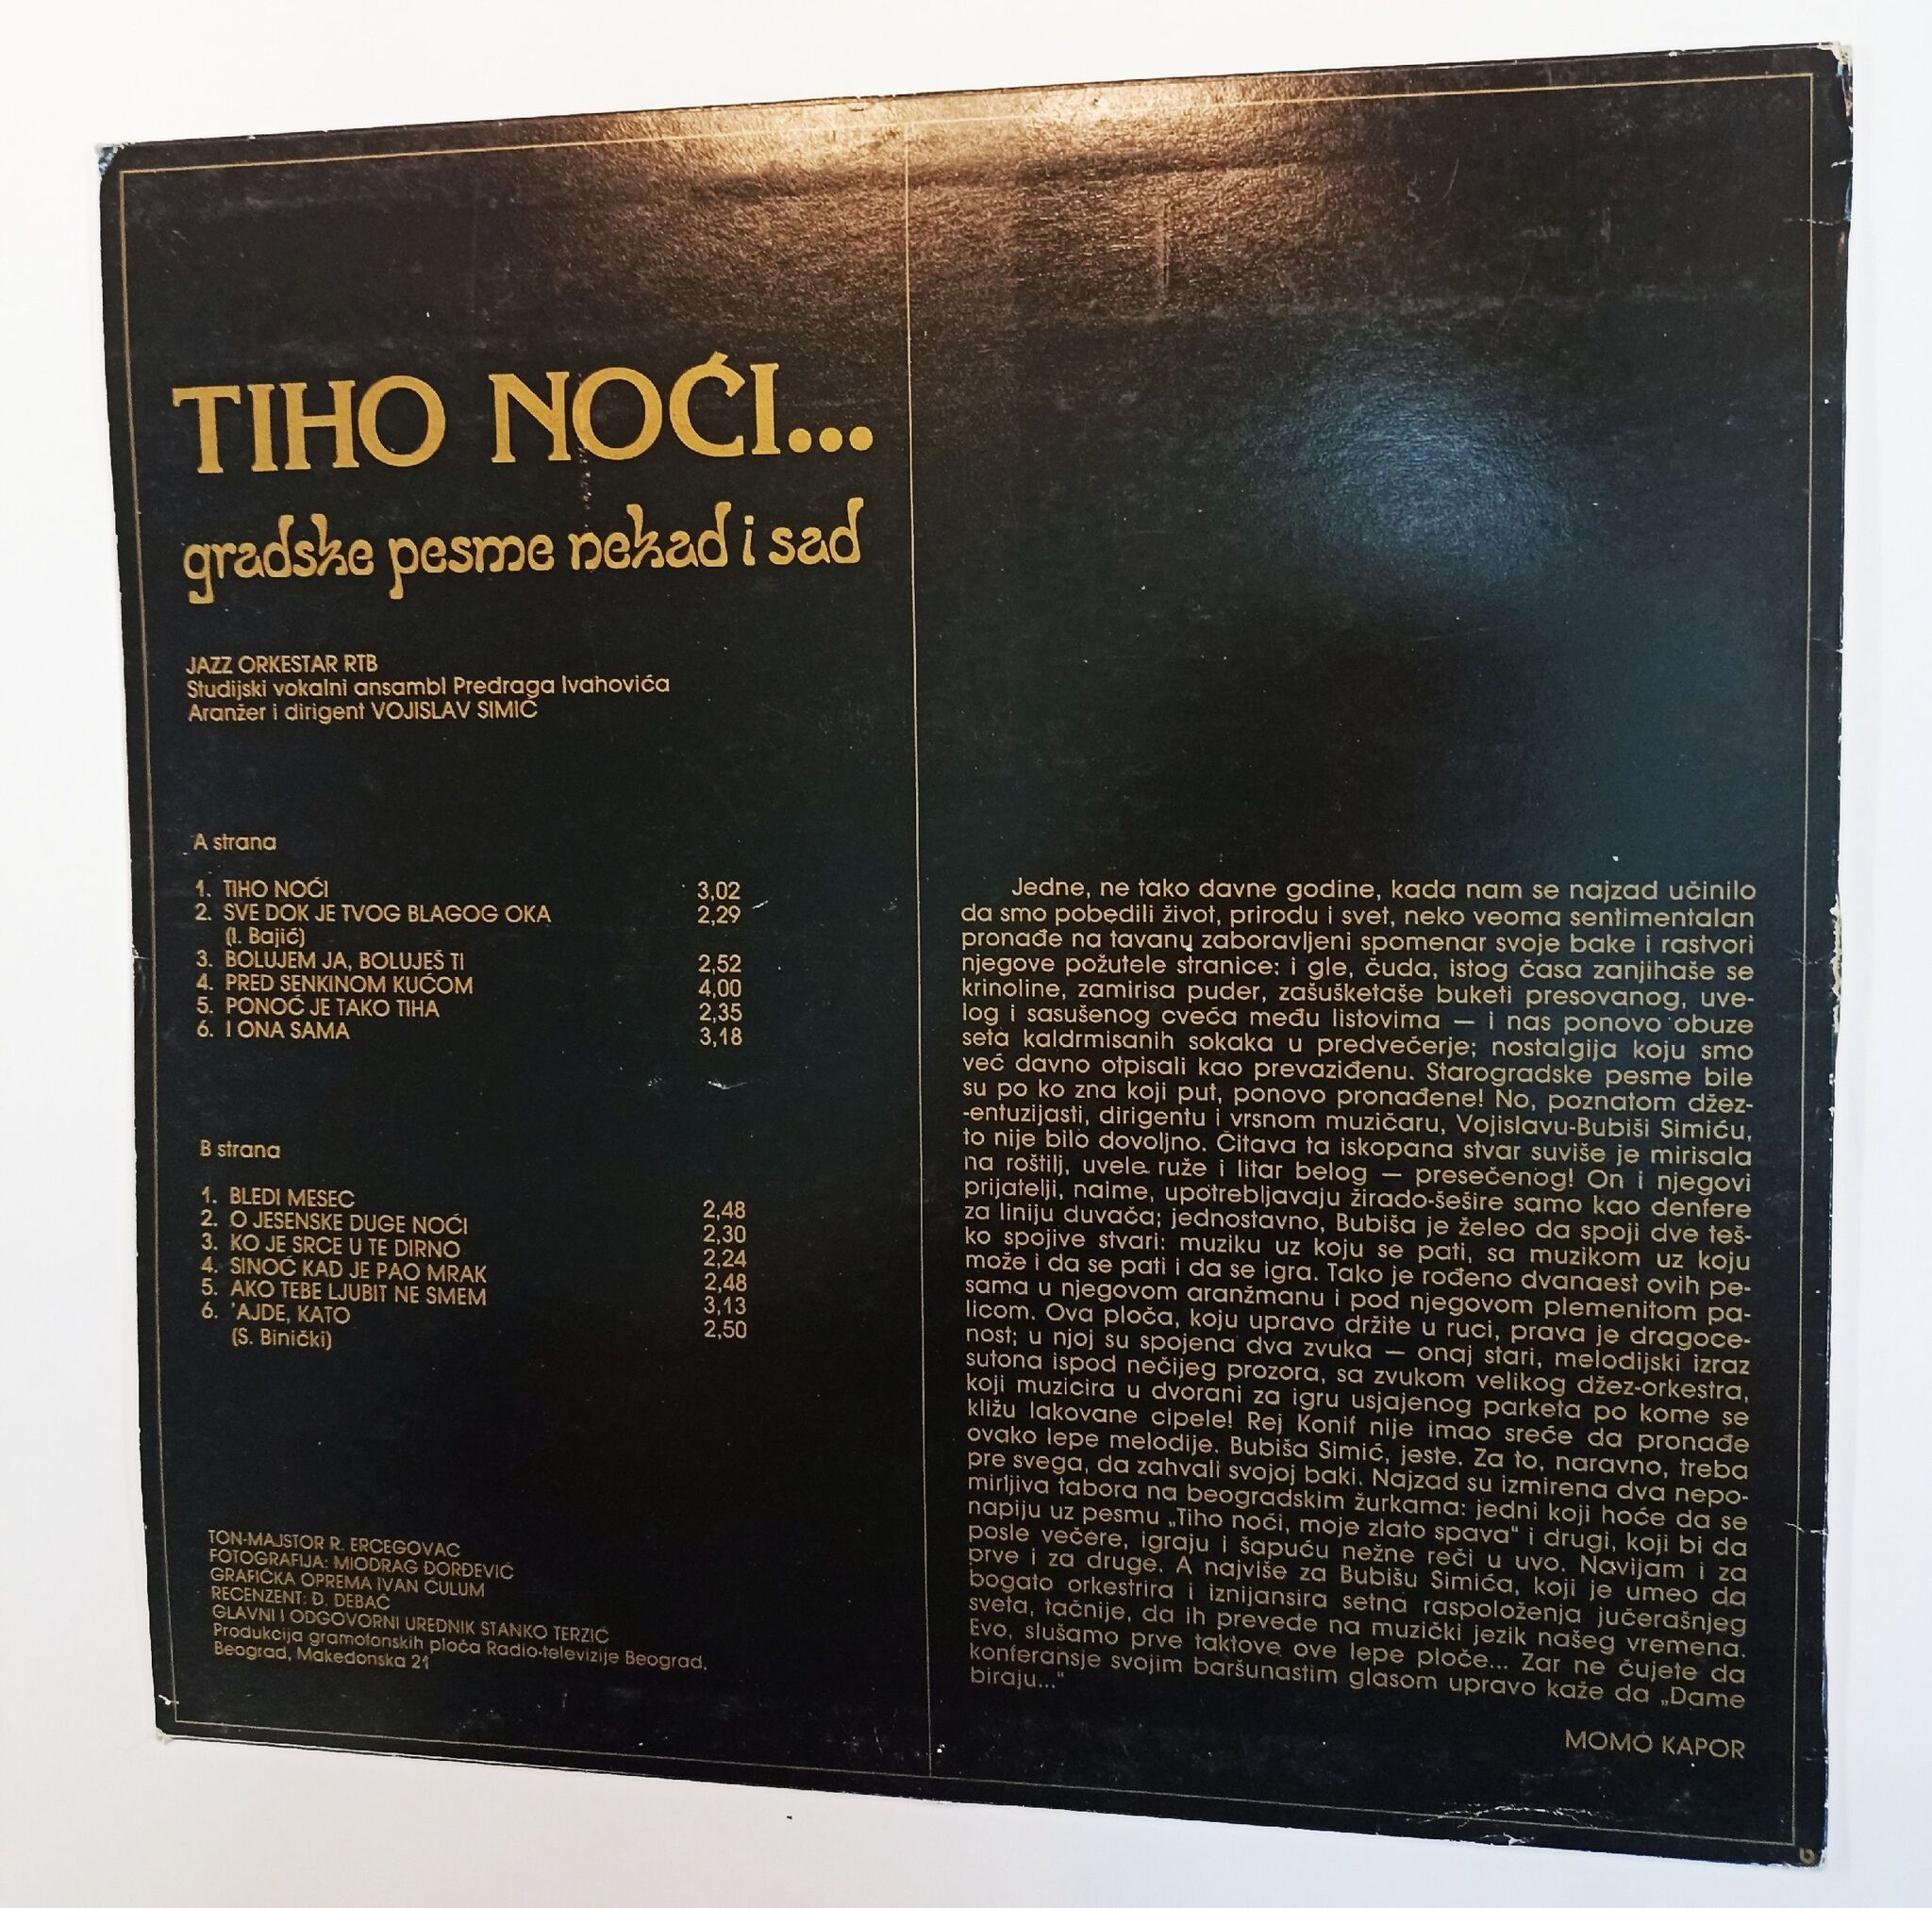 TIHO NOĆI...
gradske pesme nekad i sad
JAZZ ORKESTAR RTB
Studijski vokalni ansambl Predraga Ivanovića
Aranžer i dirigent VOJISLAV SIMIĆ
A strana
1. TIHO NOĆI 3,02
2. SVE DOK JE TVOG BLAGOG OKA 2,29
(I. Bajić)
3. BOLUJEM JA, BOLUJEŠ TI 2,52
4. PRED SENKINOM KUĆOM 4,00
5. PONOĆ JE TAKO TIHA 2,35
6. I ONA SAMA 3,18
B strana
1. BLEDI MESEC 2,48
2. O JESENSKE DUGE NOĆI 2,30
3. KO JE SRCE U TE DIRNO 2,24
4. SINOĆ KAD JE PAO MRAK 2,48
5. AKO TEBE LJUBIT NE SMEM 3,13
6. 'AJDE, KATO 2,50
(S. Binički)
TON-MAJSTOR R. ERCEGOVAC
FOTOGRAFIJA: MIODRAG ĐORĐEVIĆ
GRAFIČKA OPREMA IVAN ĆULUM
RECENZENT: Đ. DEBAČ
GLAVNI I ODGOVORNI UREDNIK STANKO TERZIĆ
Produkcija gramofonskih ploča Radio-televizije Beograd,
Beograd, Makedonska 21
Jedne, ne tako davne godine, kada nam se najzad učinilo
da smo pobedili život, prirodu i svet, neko veoma sentimentalan
pronađe na tavanu zaboravljeni spomenar svoje bake i rastvori
njegove požutele stranice: i gle, čuda, istog časa zanjihaše se
krinoline, zamirisa puder, zašušketaše buketi presovanog, uve-
log i sasušenog cveća među listovima — i nas ponovo obuze
seta kaldrmisanih sokaka u predvečerje; nostalgija koju smo
već davno otpisali kao prevaziđenu. Starogradske pesme bile
su po ko zna koji put, ponovo pronađene! No, poznatom džez-
-entuzijasti, dirigentu i vrsnom muzičaru, Vojislavu-Bubiši Simiću,
to nije bilo dovoljno. Čitava ta iskopana stvar suviše je mirisala
na roštilj, uvele ruže i litar belog — presečenog! On i njegovi
prijatelji, naime, upotrebljavaju žirado-šešire samo kao denfere
za liniju duvača; jednostavno, Bubiša je želeo da spoji dve teš-
ko spojive stvari: muziku uz koju se pati, sa muzikom uz koju
može i da se pati i da se igra. Tako je rođeno dvanaest ovih pe-
sama u njegovom aranžmanu i pod njegovom plemenitom pa-
licom. Ova ploča, koju upravo držite u ruci, prava je dragoce-
nost; u njoj su spojena dva zvuka — onaj stari, melodijski izraz
sutona ispod nečijeg prozora, sa zvukom velikog džez-orkestra,
koji muzicira u dvorani za igru usjajenog parketa po kome se
kližu lakovane cipele! Rej Konif nije imao sreće da pronađe
ovako lepe melodije. Bubiša Simić, jeste. Za to, naravno, treba
pre svega, da zahvali svojoj baki. Najzad su izmirena dva nepo-
mirljiva tabora na beogradskim žurkama: jedni koji hoće da se
napiju uz pesmu „Tiho noći, moje zlato spava“ i drugi, koji bi da
posle večere, igraju i šapuću nežne reči u uvo. Navijam i za
prve i za druge. A najviše za Bubišu Simića, koji je umeo da
bogato orkestrira i iznijansira setna raspoloženja jučerašnjeg
sveta, tačnije, da ih prevede na muzički jezik našeg vremena.
Evo, slušamo prve taktove ove lepe ploče... Zar ne čujete da
konferansje svojim baršunastim glasom upravo kaže da „Dame
biraju...“
MOMO KAPOR